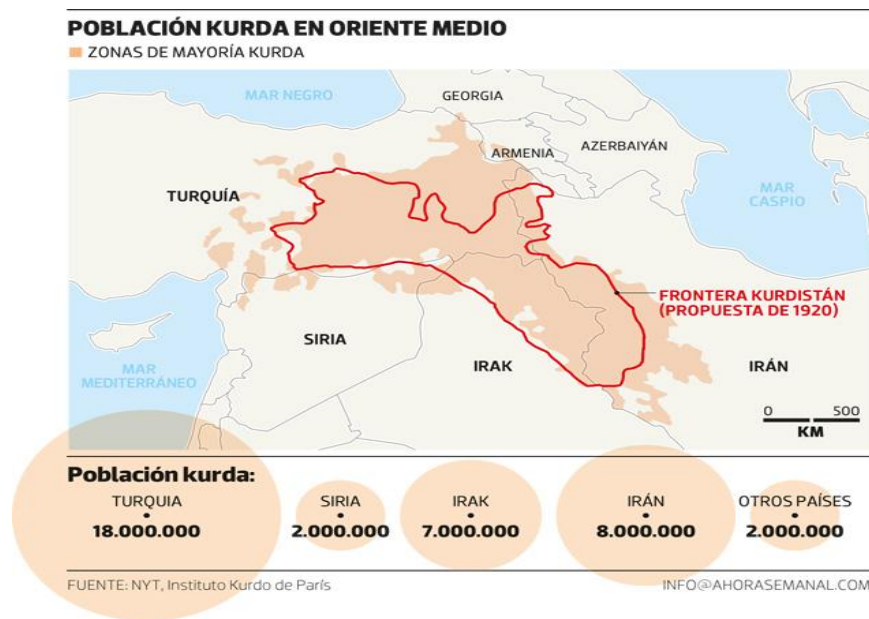 POBLACIÓN KURDA EN ORIENTE MEDIO
ZONAS DE MAYORÍA KURDA
MAR NEGRO
GEORGIA
ARMENIA
AZERBAIYÁN
TURQUÍA
MAR
CASPIO
FRONTERA KURDISTÁN
(PROPUESTA DE 1920)
SIRIA
IRAK
IRÁN
MAR
MEDITERRÁNEO
0 500
KM
Población kurda:
TURQUIA
18.000.000
SIRIA
2.000.000
IRAK
7.000.000
IRÁN
8.000.000
OTROS PAÍSES
2.000.000
FUENTE: NYT, Instituto Kurdo de París
INFO@AHORASEMANAL.COM